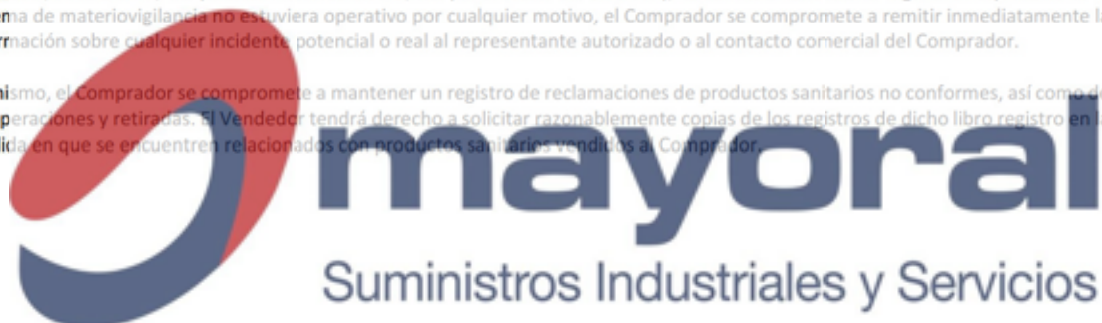 ma de materiovigilancia no estuviera operativo por cualquier motivo, el Comprador se compromete a remitir inmediatamente la
rmación sobre cualquier incidente potencial o real al representante autorizado o al contacto comercial del Comprador.
ismo, el Comprador se compromete a mantener un registro de reclamaciones de productos sanitarios no conformes, así como de
peraciones y retiradas. El Vendedor tendrá derecho a solicitar razonablemente copias de los registros de dicho libro registro en la
ida en que se encuentren relacionados con productos sanitarios vendidos al Comprador.
mayoral
Suministros Industriales y Servicios